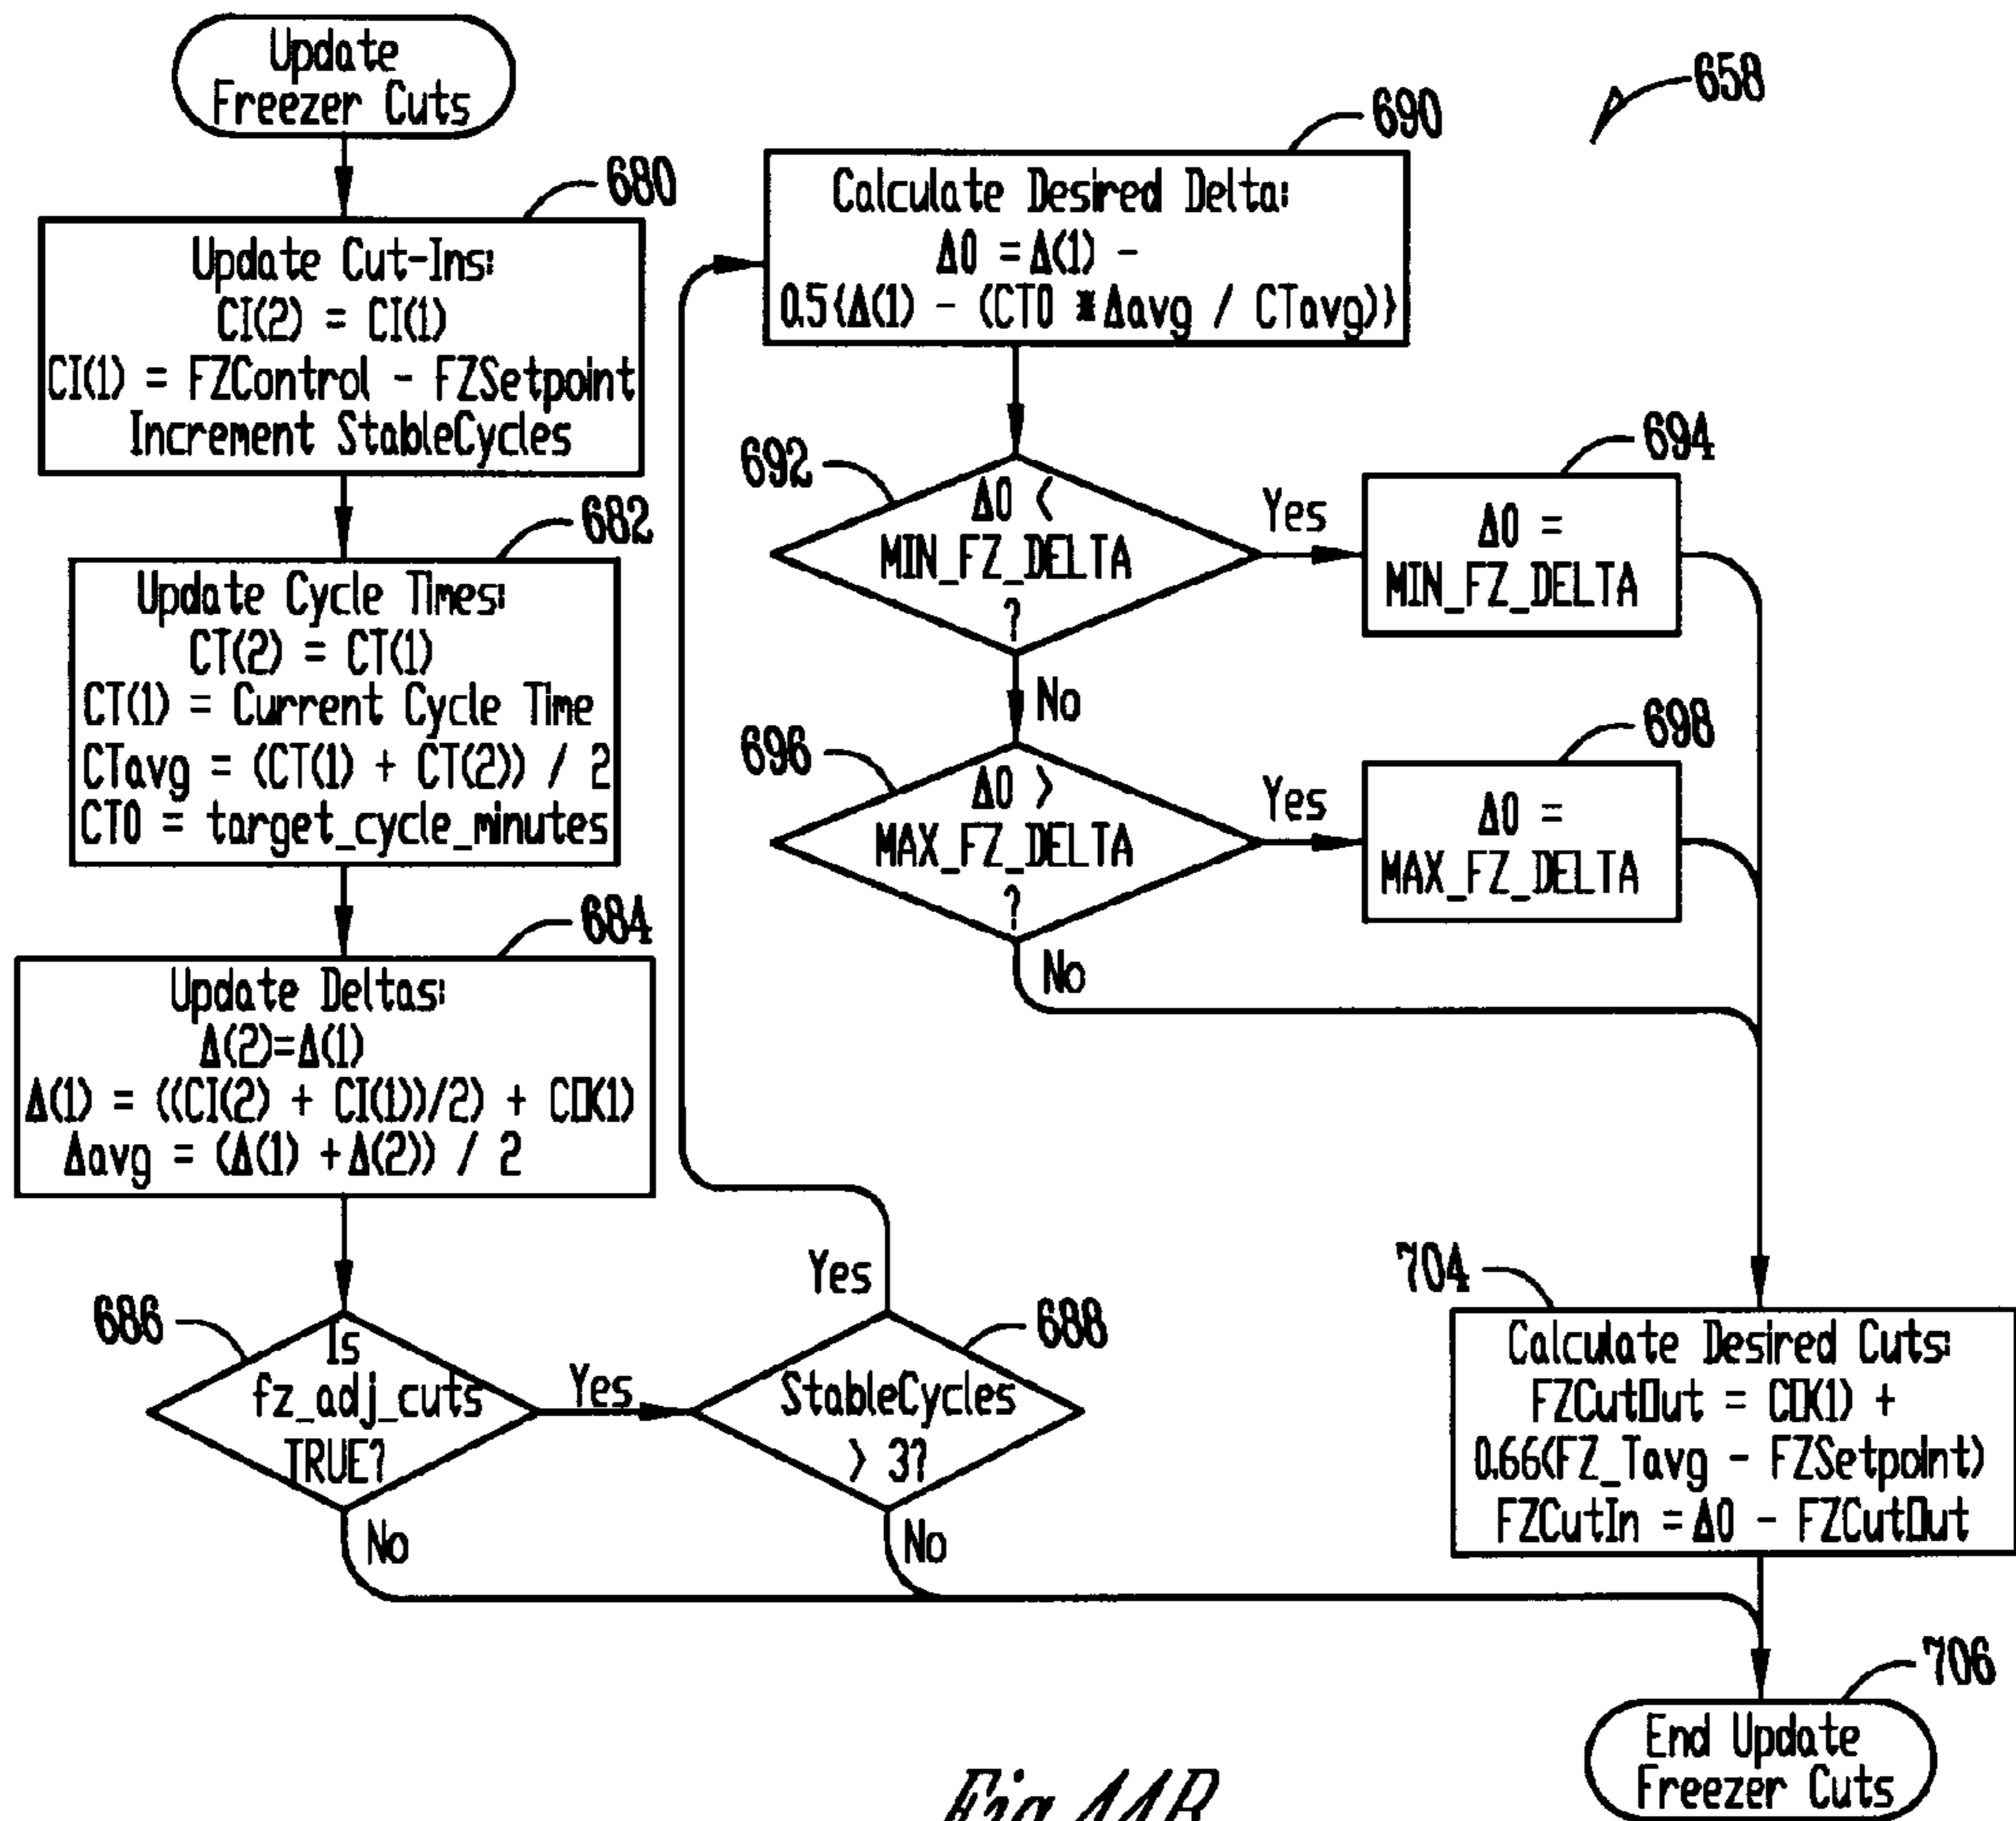 Update
Freezer Cuts
680
Update Cut-Ins:
CI(2) = CI(1)
CI(1) = FZControl - FZSetpoint
Increment StableCycles
682
Update Cycle Times:
CT(2) = CT(1)
CT(1) = Current Cycle Time
CTavg = (CT(1) + CT(2)) / 2
CT0 = target_cycle_minutes
684
Update Deltas:
Δ(2)=Δ(1)
Δ(1) = ((CI(2) + CI(1))/2) + CO(1)
Δavg = (Δ(1) +Δ(2)) / 2
686
Is
fz_adj_cuts
TRUE?
Yes
No
688
StableCycles
> 3?
Yes
No
658
690
Calculate Desired Delta:
Δ0 =Δ(1) -
0.5{Δ(1) - (CT0 *Δavg / CTavg)}
692
Δ0 <
MIN_FZ_DELTA
?
Yes
No
694
Δ0 =
MIN_FZ_DELTA
696
Δ0 >
MAX_FZ_DELTA
?
Yes
No
698
Δ0 =
MAX_FZ_DELTA
704
Calculate Desired Cuts:
FZCutOut = CO(1) +
0.66(FZ_Tavg - FZSetpoint)
FZCutIn =Δ0 - FZCutOut
706
End Update
Freezer Cuts